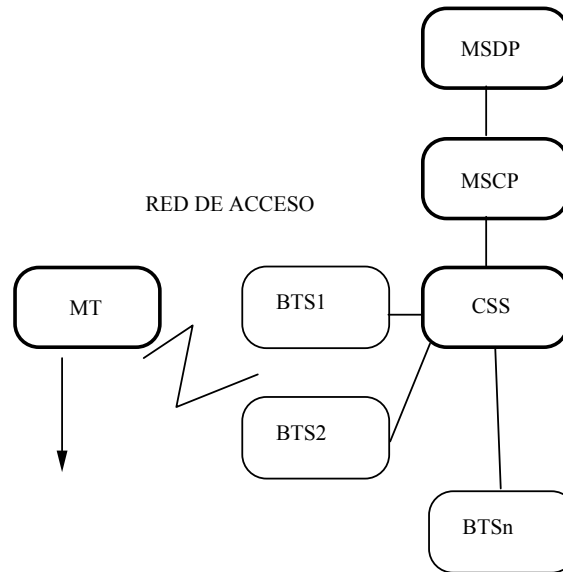 MSDP
MSCP
RED DE ACCESO
MT
BTS1
CSS
BTS2
BTSn